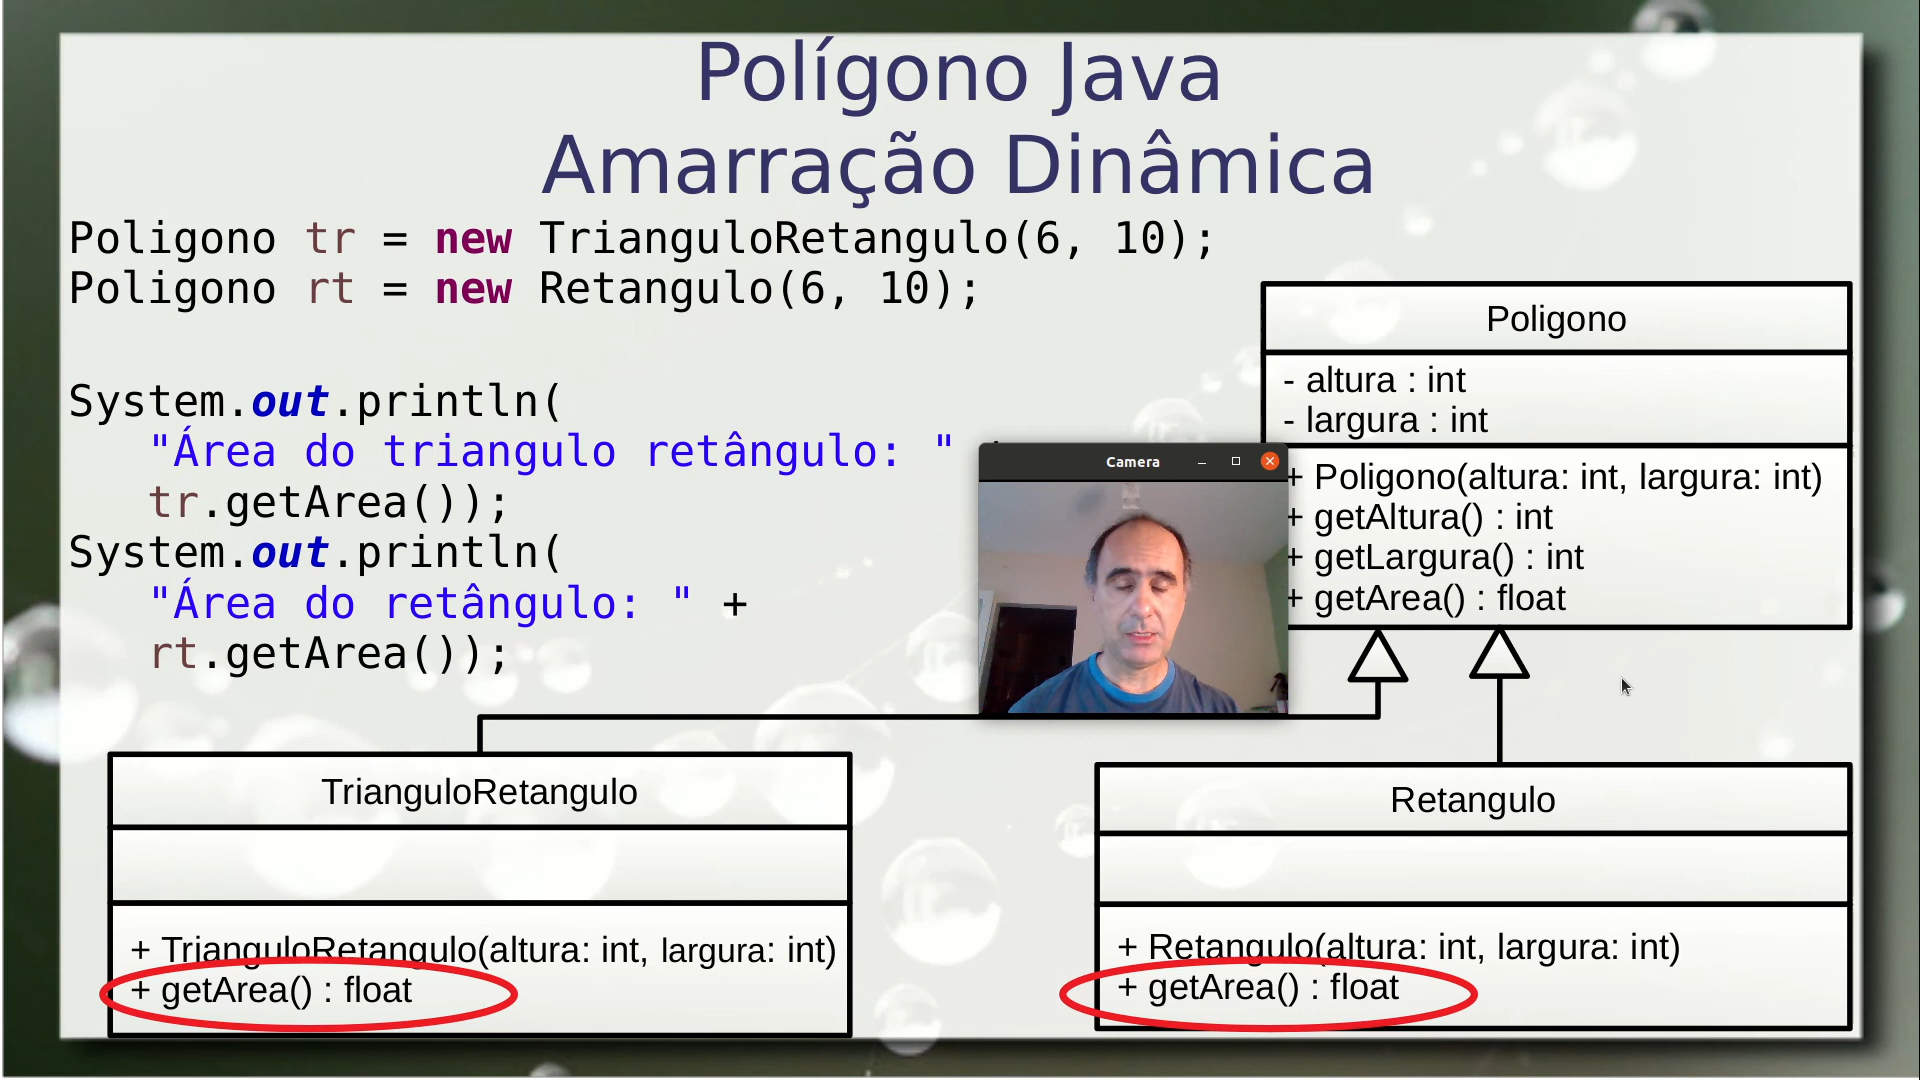 Polígono Java
Amarração Dinâmica
Poligono tr = new TrianguloRetangulo(6, 10);
Poligono rt = new Retangulo(6, 10);
System.out.println(
"Área do triangulo retângulo: "
tr.getArea());
System.out.println(
"Área do retângulo: " +
rt.getArea());
Camera
Poligono
- altura : int
- largura : int
+ Poligono(altura: int, largura: int)
+ getAltura() : int
+ getLargura() : int
+ getArea() : float
TrianguloRetangulo
+ TrianguloRetangulo(altura: int, largura: int)
+ getArea() : float
Retangulo
+ Retangulo(altura: int, largura: int)
+ getArea() : float